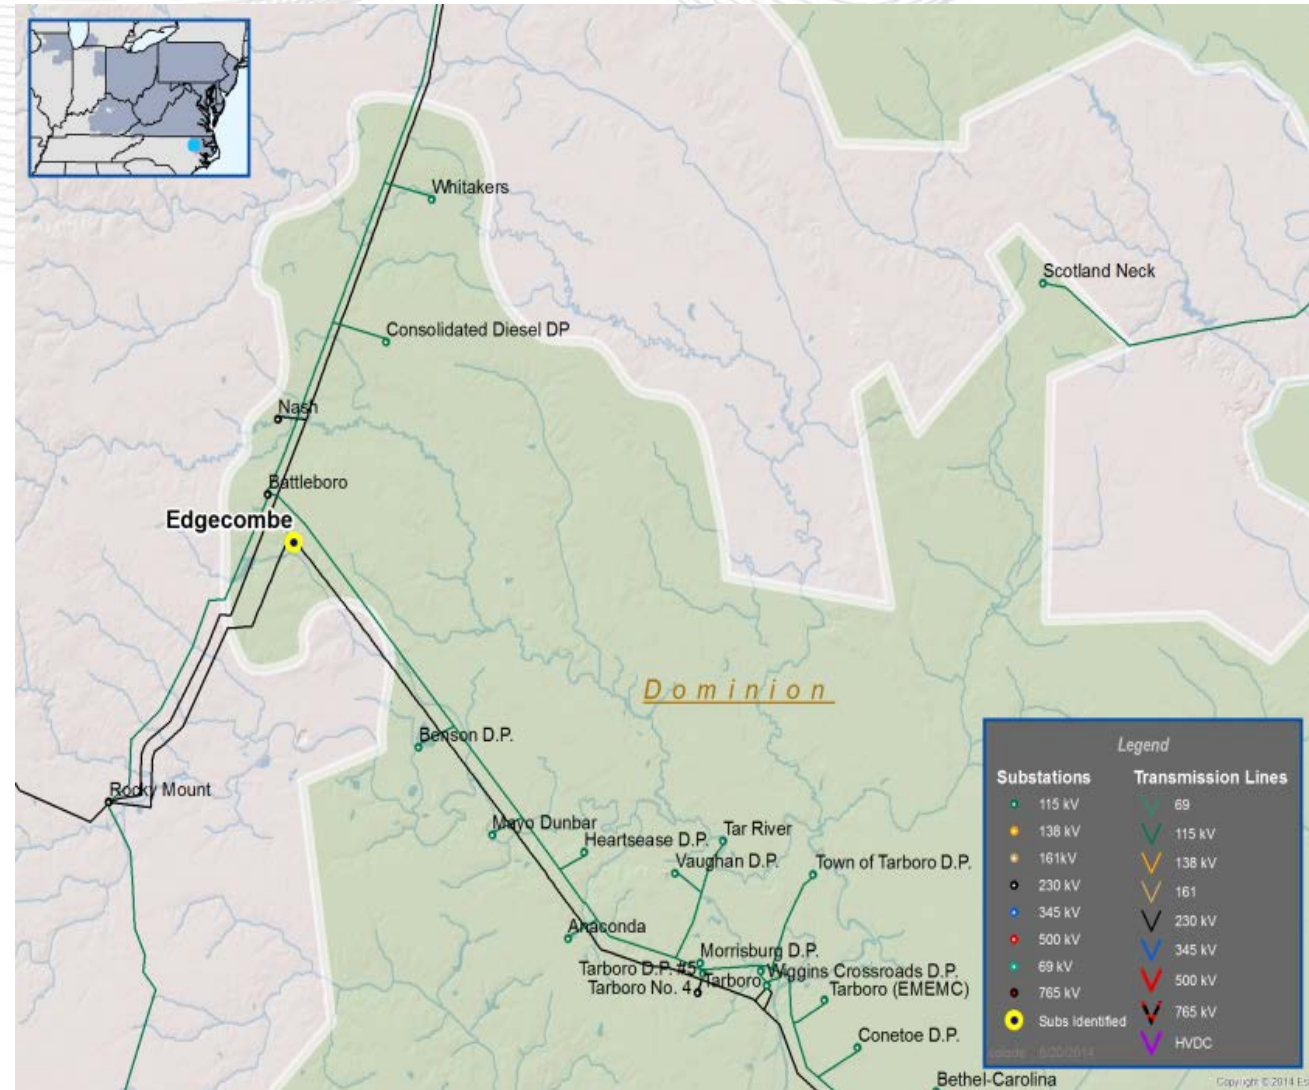 Whitakers
Scotland Neck
Consolidated Diesel DP
Nash
Battleboro
Edgecombe
Dominion
Benson D.P.
Rocky Mount
Mayo Dunbar
Heartsease D.P.
Tar River
Vaughan D.P.
Town of Tarboro D.P.
Anaconda
Morrisburg D.P.
Tarboro D.P. #5
Wiggins Crossroads D.P.
Tarboro No. 4
Tarboro
Tarboro (EMEMC)
Conetoe D.P.
Bethel-Carolina
Legend
Substations
115 kV
138 kV
161kV
230 kV
345 kV
500 kV
69 kV
765 kV
Subs Identified
Transmission Lines
69
115 kV
138 kV
161
230 kV
345 kV
500 kV
765 kV
HVDC
6/20/2014
Copyright © 2014